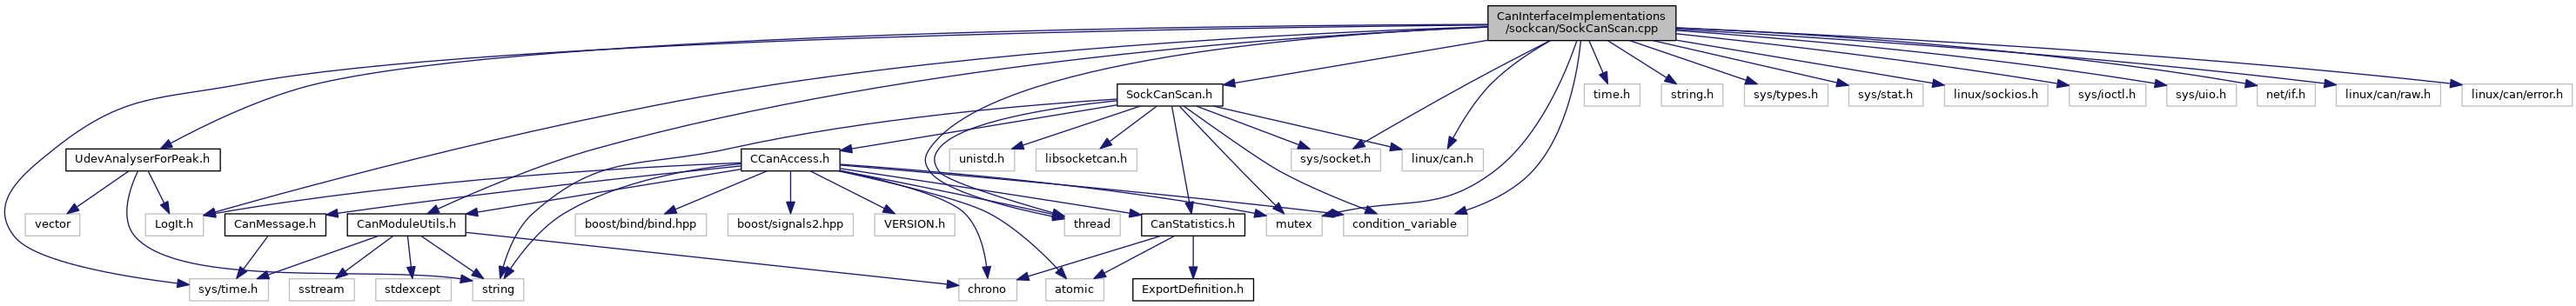 CanInterfaceImplementations
/sockcan/SockCanScan.cpp
SockCanScan.h
time.h
string.h
sys/types.h
sys/stat.h
linux/sockios.h
sys/ioctl.h
sys/uio.h
net/if.h
linux/can/raw.h
linux/can/error.h
UdevAnalyserForPeak.h
CCanAccess.h
unistd.h
libsocketcan.h
sys/socket.h
linux/can.h
vector
LogIt.h
CanMessage.h
CanModuleUtils.h
boost/bind/bind.hpp
boost/signals2.hpp
VERSION.h
thread
CanStatistics.h
mutex
condition_variable
sys/time.h
sstream
stdexcept
string
chrono
atomic
ExportDefinition.h